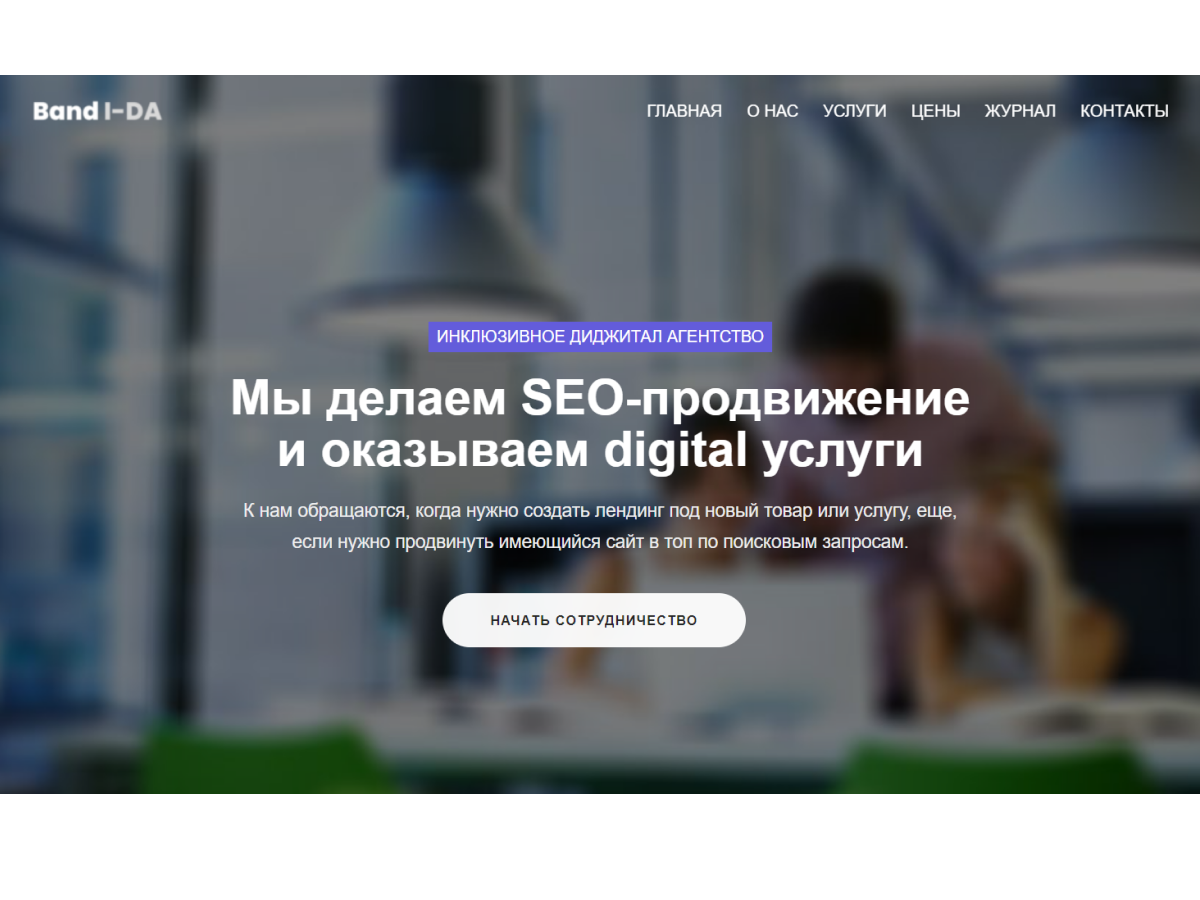 Band I-DA
ГЛАВНАЯ О НАС УСЛУГИ ЦЕНЫ ЖУРНАЛ КОНТАКТЫ
ИНКЛЮЗИВНОЕ ДИДЖИТАЛ АГЕНТСТВО
Мы делаем SEO-продвижение
и оказываем digital услуги
К нам обращаются, когда нужно создать лендинг под новый товар или услугу, еще,
если нужно продвинуть имеющийся сайт в топ по поисковым запросам.
НАЧАТЬ СОТРУДНИЧЕСТВО